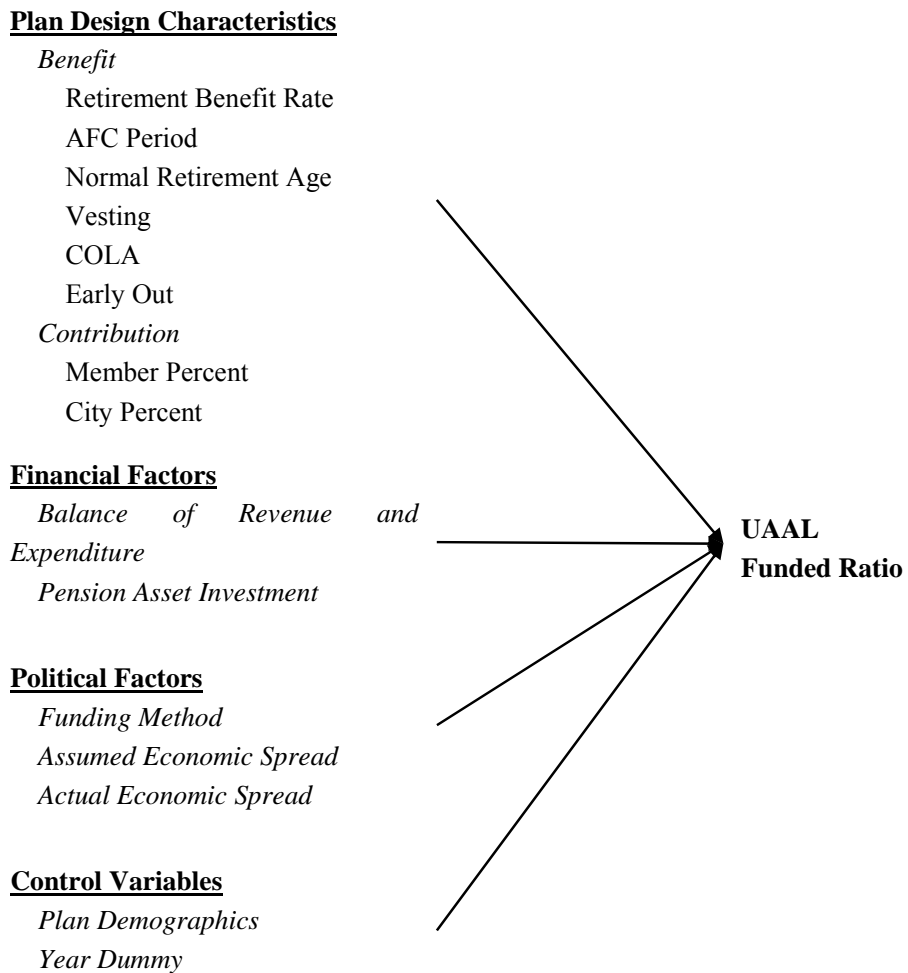 Plan Design Characteristics
Benefit
Retirement Benefit Rate
AFC Period
Normal Retirement Age
Vesting
COLA
Early Out
Contribution
Member Percent
City Percent
Financial Factors
Balance of Revenue and
Expenditure
Pension Asset Investment
Political Factors
Funding Method
Assumed Economic Spread
Actual Economic Spread
Control Variables
Plan Demographics
Year Dummy
UAAL
Funded Ratio